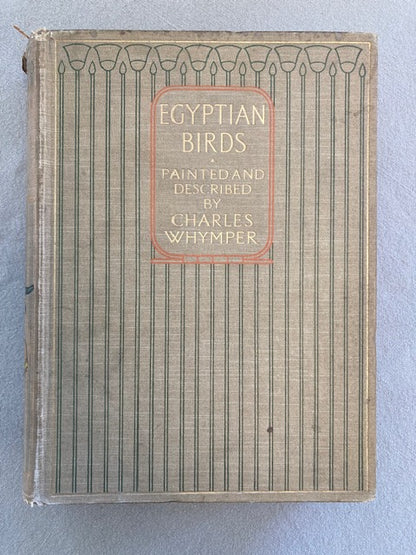 EGYPTIAN
BIRDS
PAINTED AND
DESCRIBED
BY
CHARLES
WHYMPER